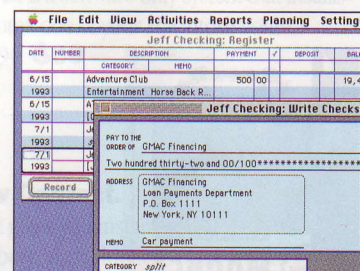 File Edit View Activities Reports Planning Setting
Jeff Checking: Register
DATE NUMBER DESCRIPTION PAYMENT ✓ DEPOSIT BAL
CATEGORY MEMO
6/15 Adventure Club 500 00 19,4
1993 Entertainment Horse Back R...
6/15
1993
7/1
1993
7/1
1993
Record
Jeff Checking: Write Checks
PAY TO THE
ORDER OF GMAC Financing
Two hundred thirty-two and 00/100******************
ADDRESS GMAC Financing
Loan Payments Department
P.O. Box 1111
New York, NY 10111
MEMO Car payment
CATEGORY split